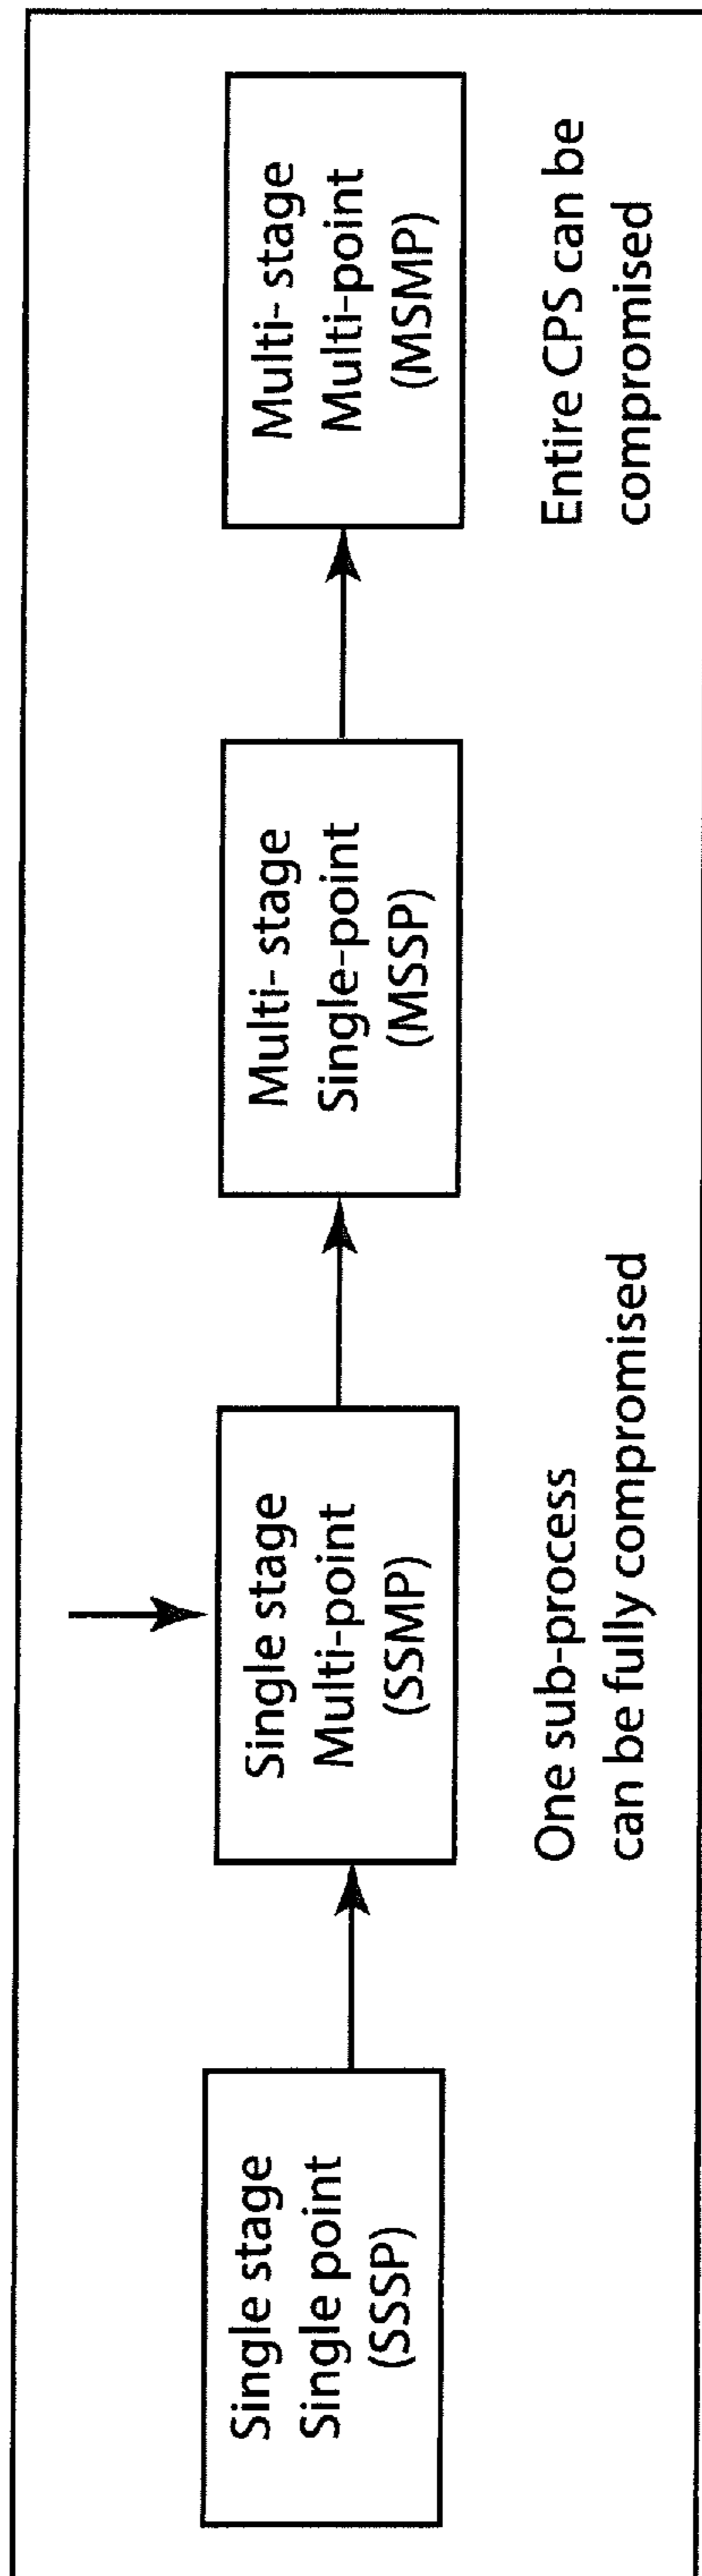 Single stage
Single point
(SSSP)
Single stage
Multi-point
(SSMP)
One sub-process
can be fully compromised
Multi- stage
Single-point
(MSSP)
Multi- stage
Multi-point
(MSMP)
Entire CPS can be
compromised